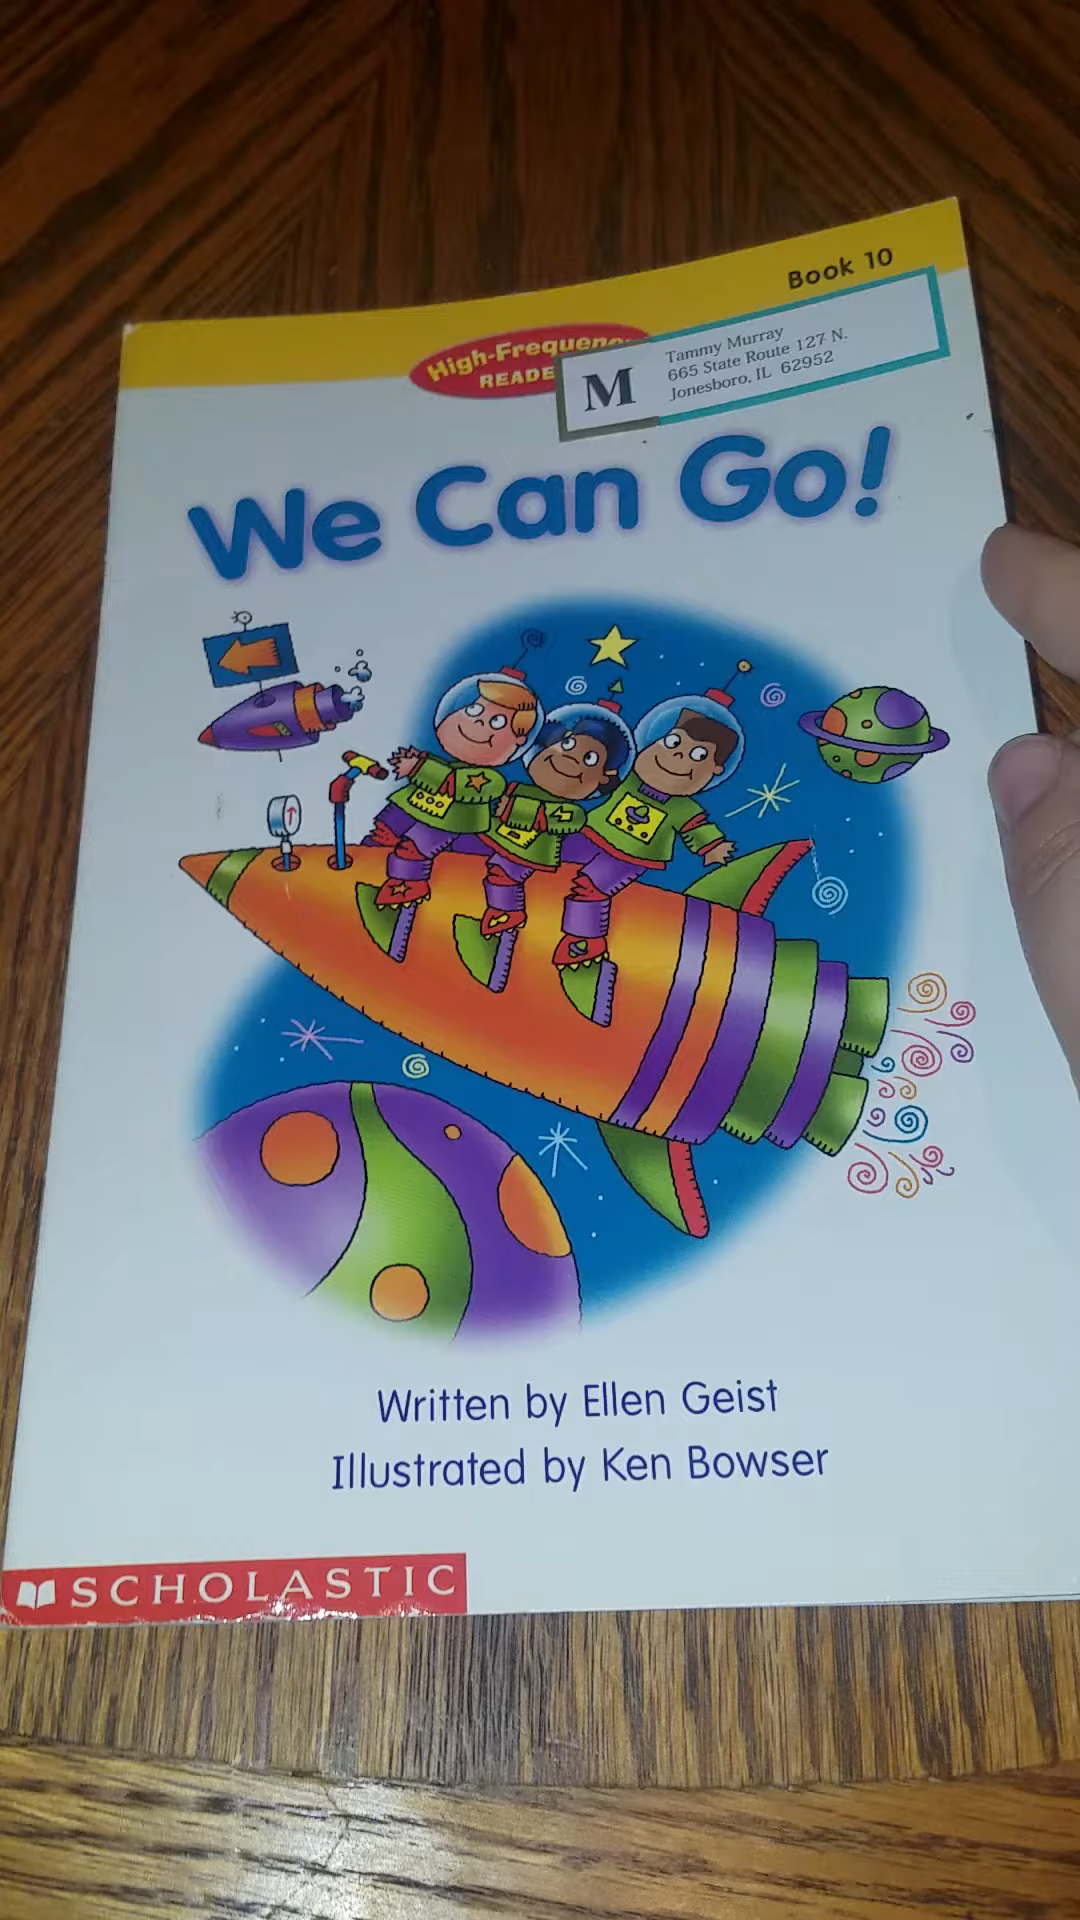 Book 10
High-Frequenc
READE
M
Tammy Murray
665 State Route 127 N.
Jonesboro, IL 62952
We Can Go!
Written by Ellen Geist
Illustrated by Ken Bowser
SCHOLASTIC